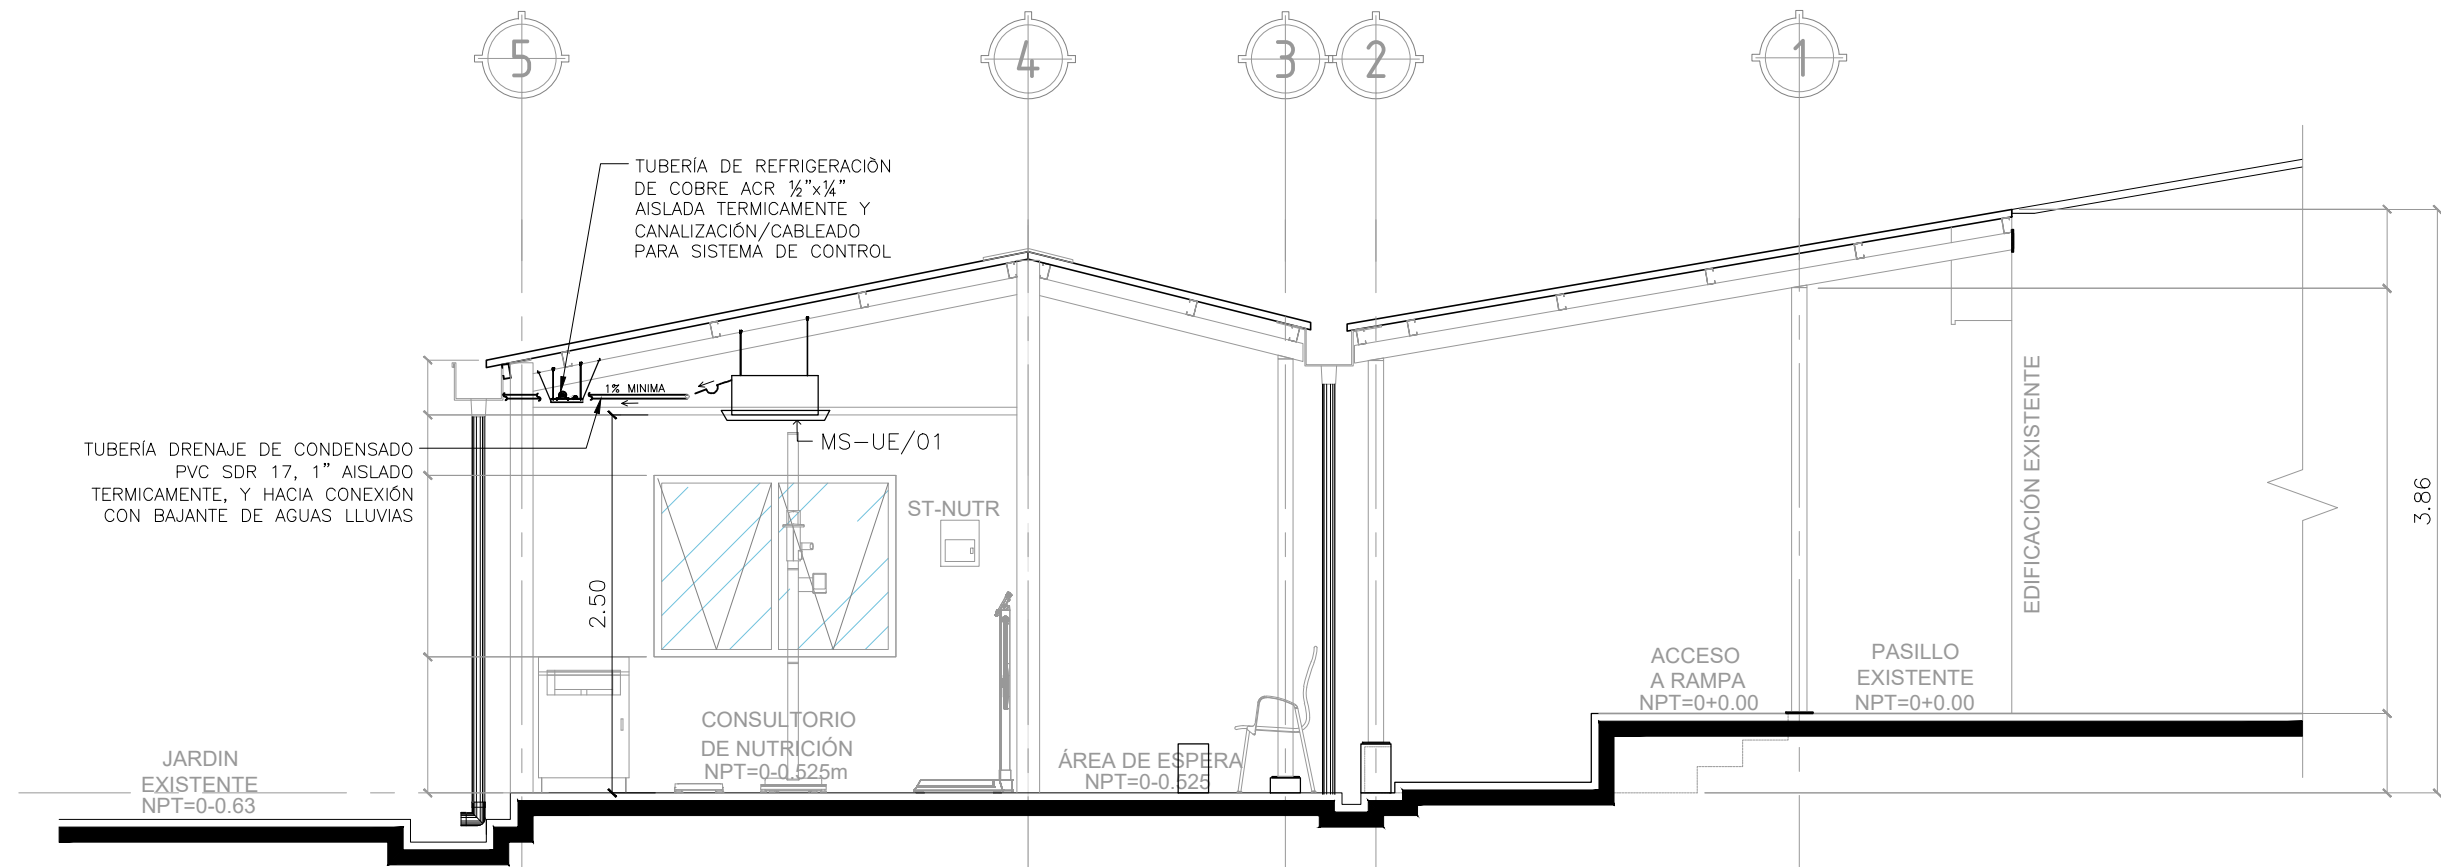 5
4
3
2
1
TUBERÍA DE REFRIGERACIÒN
DE COBRE ACR ½”x¼”
AISLADA TERMICAMENTE Y
CANALIZACIÓN/CABLEADO
PARA SISTEMA DE CONTROL
1% MINIMA
TUBERÍA DRENAJE DE CONDENSADO
PVC SDR 17, 1” AISLADO
TERMICAMENTE, Y HACIA CONEXIÓN
CON BAJANTE DE AGUAS LLUVIAS
MS-UE/01
ST-NUTR
2.50
3.86
EDIFICACIÓN EXISTENTE
ACCESO
A RAMPA
NPT=0+0.00
PASILLO
EXISTENTE
NPT=0+0.00
CONSULTORIO
DE NUTRICIÓN
NPT=0-0.525m
ÁREA DE ESPERA
NPT=0-0.525
JARDIN
EXISTENTE
NPT=0-0.63